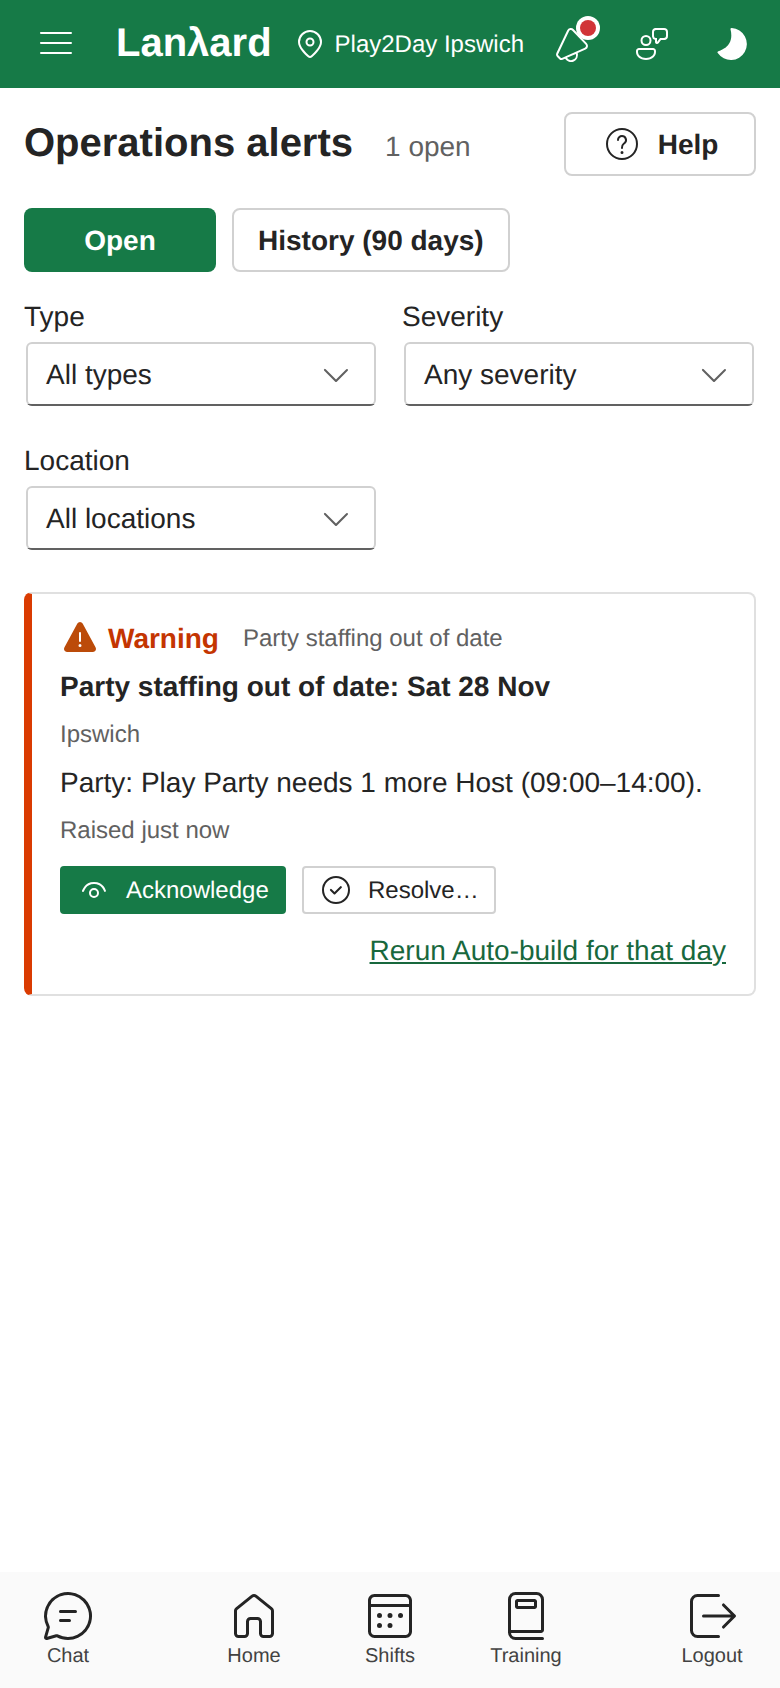 Lanλard
Play2Day Ipswich
Operations alerts
1 open
Help
Open
History (90 days)
Type
Severity
All types
Any severity
Location
All locations
Warning
Party staffing out of date
Party staffing out of date: Sat 28 Nov
Ipswich
Party: Play Party needs 1 more Host (09:00–14:00).
Raised just now
Acknowledge
Resolve…
Rerun Auto-build for that day
Chat
Home
Shifts
Training
Logout